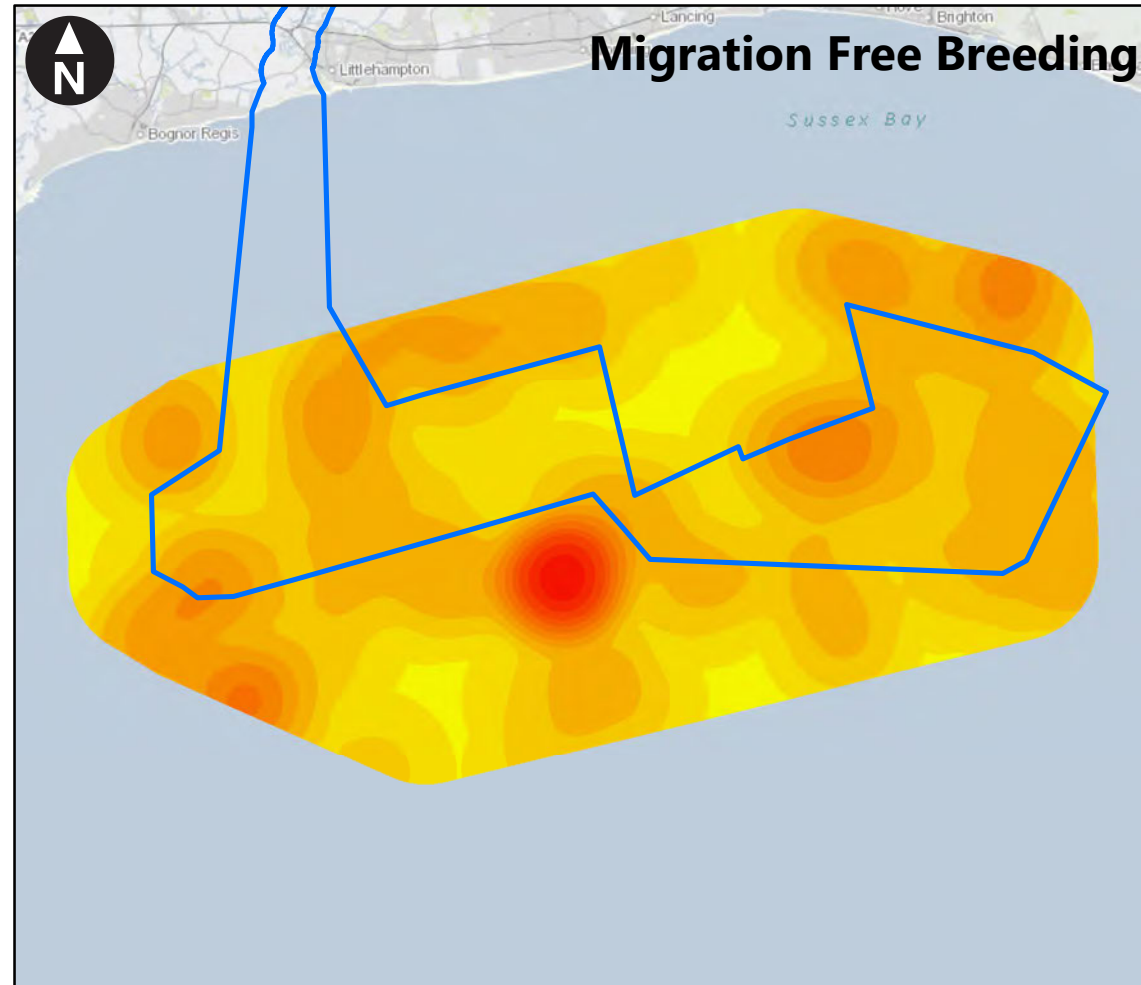 Lancing
Brighton
Migration Free Breeding
N
Littlehampton
Sussex Bay
Bognor Regis